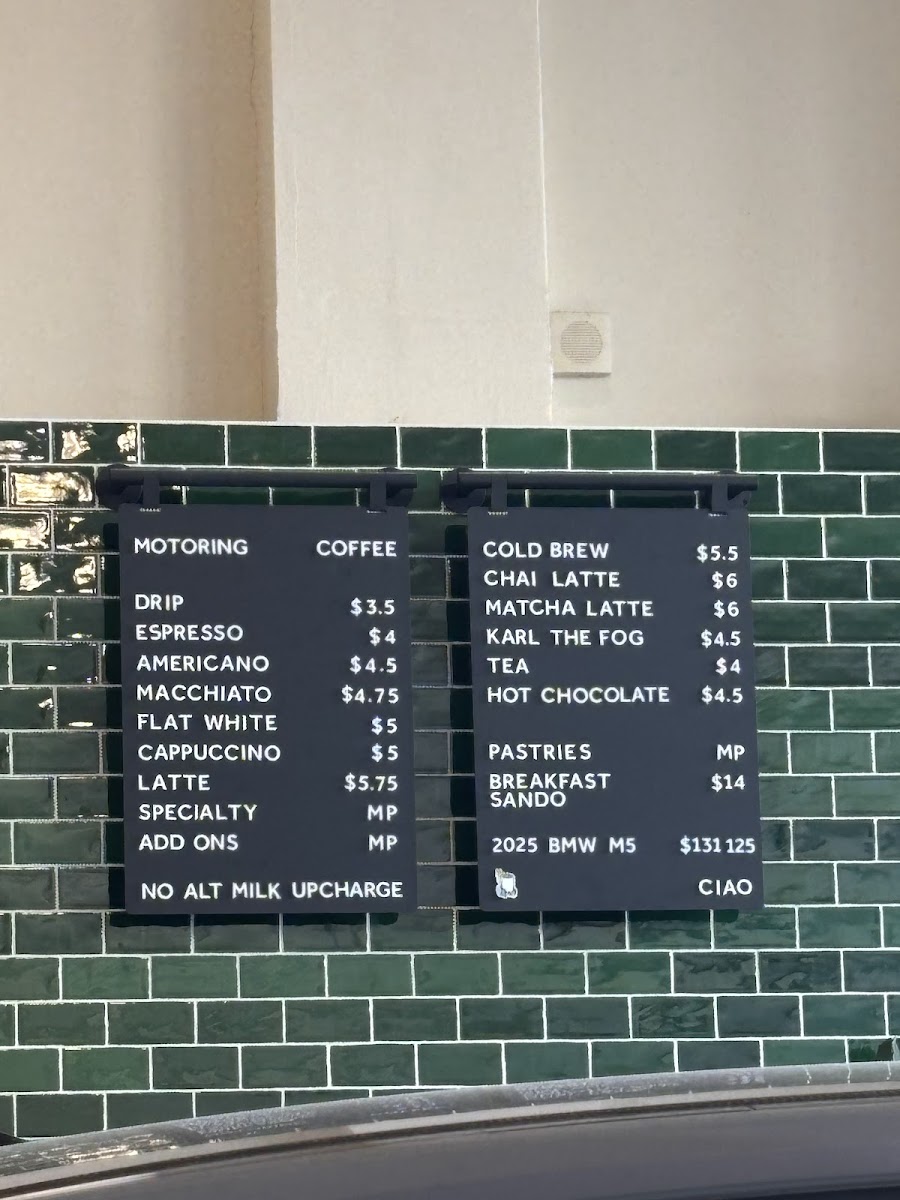 MOTORING COFFEE
DRIP $3.5
ESPRESSO $4
AMERICANO $4.5
MACCHIATO $4.75
FLAT WHITE $5
CAPPUCCINO $5
LATTE $5.75
SPECIALTY MP
ADD ONS MP
NO ALT MILK UPCHARGE
COLD BREW $5.5
CHAI LATTE $6
MATCHA LATTE $6
KARL THE FOG $4.5
TEA $4
HOT CHOCOLATE $4.5
PASTRIES MP
BREAKFAST $14
SANDO
2025 BMW M5 $131 125
CIAO